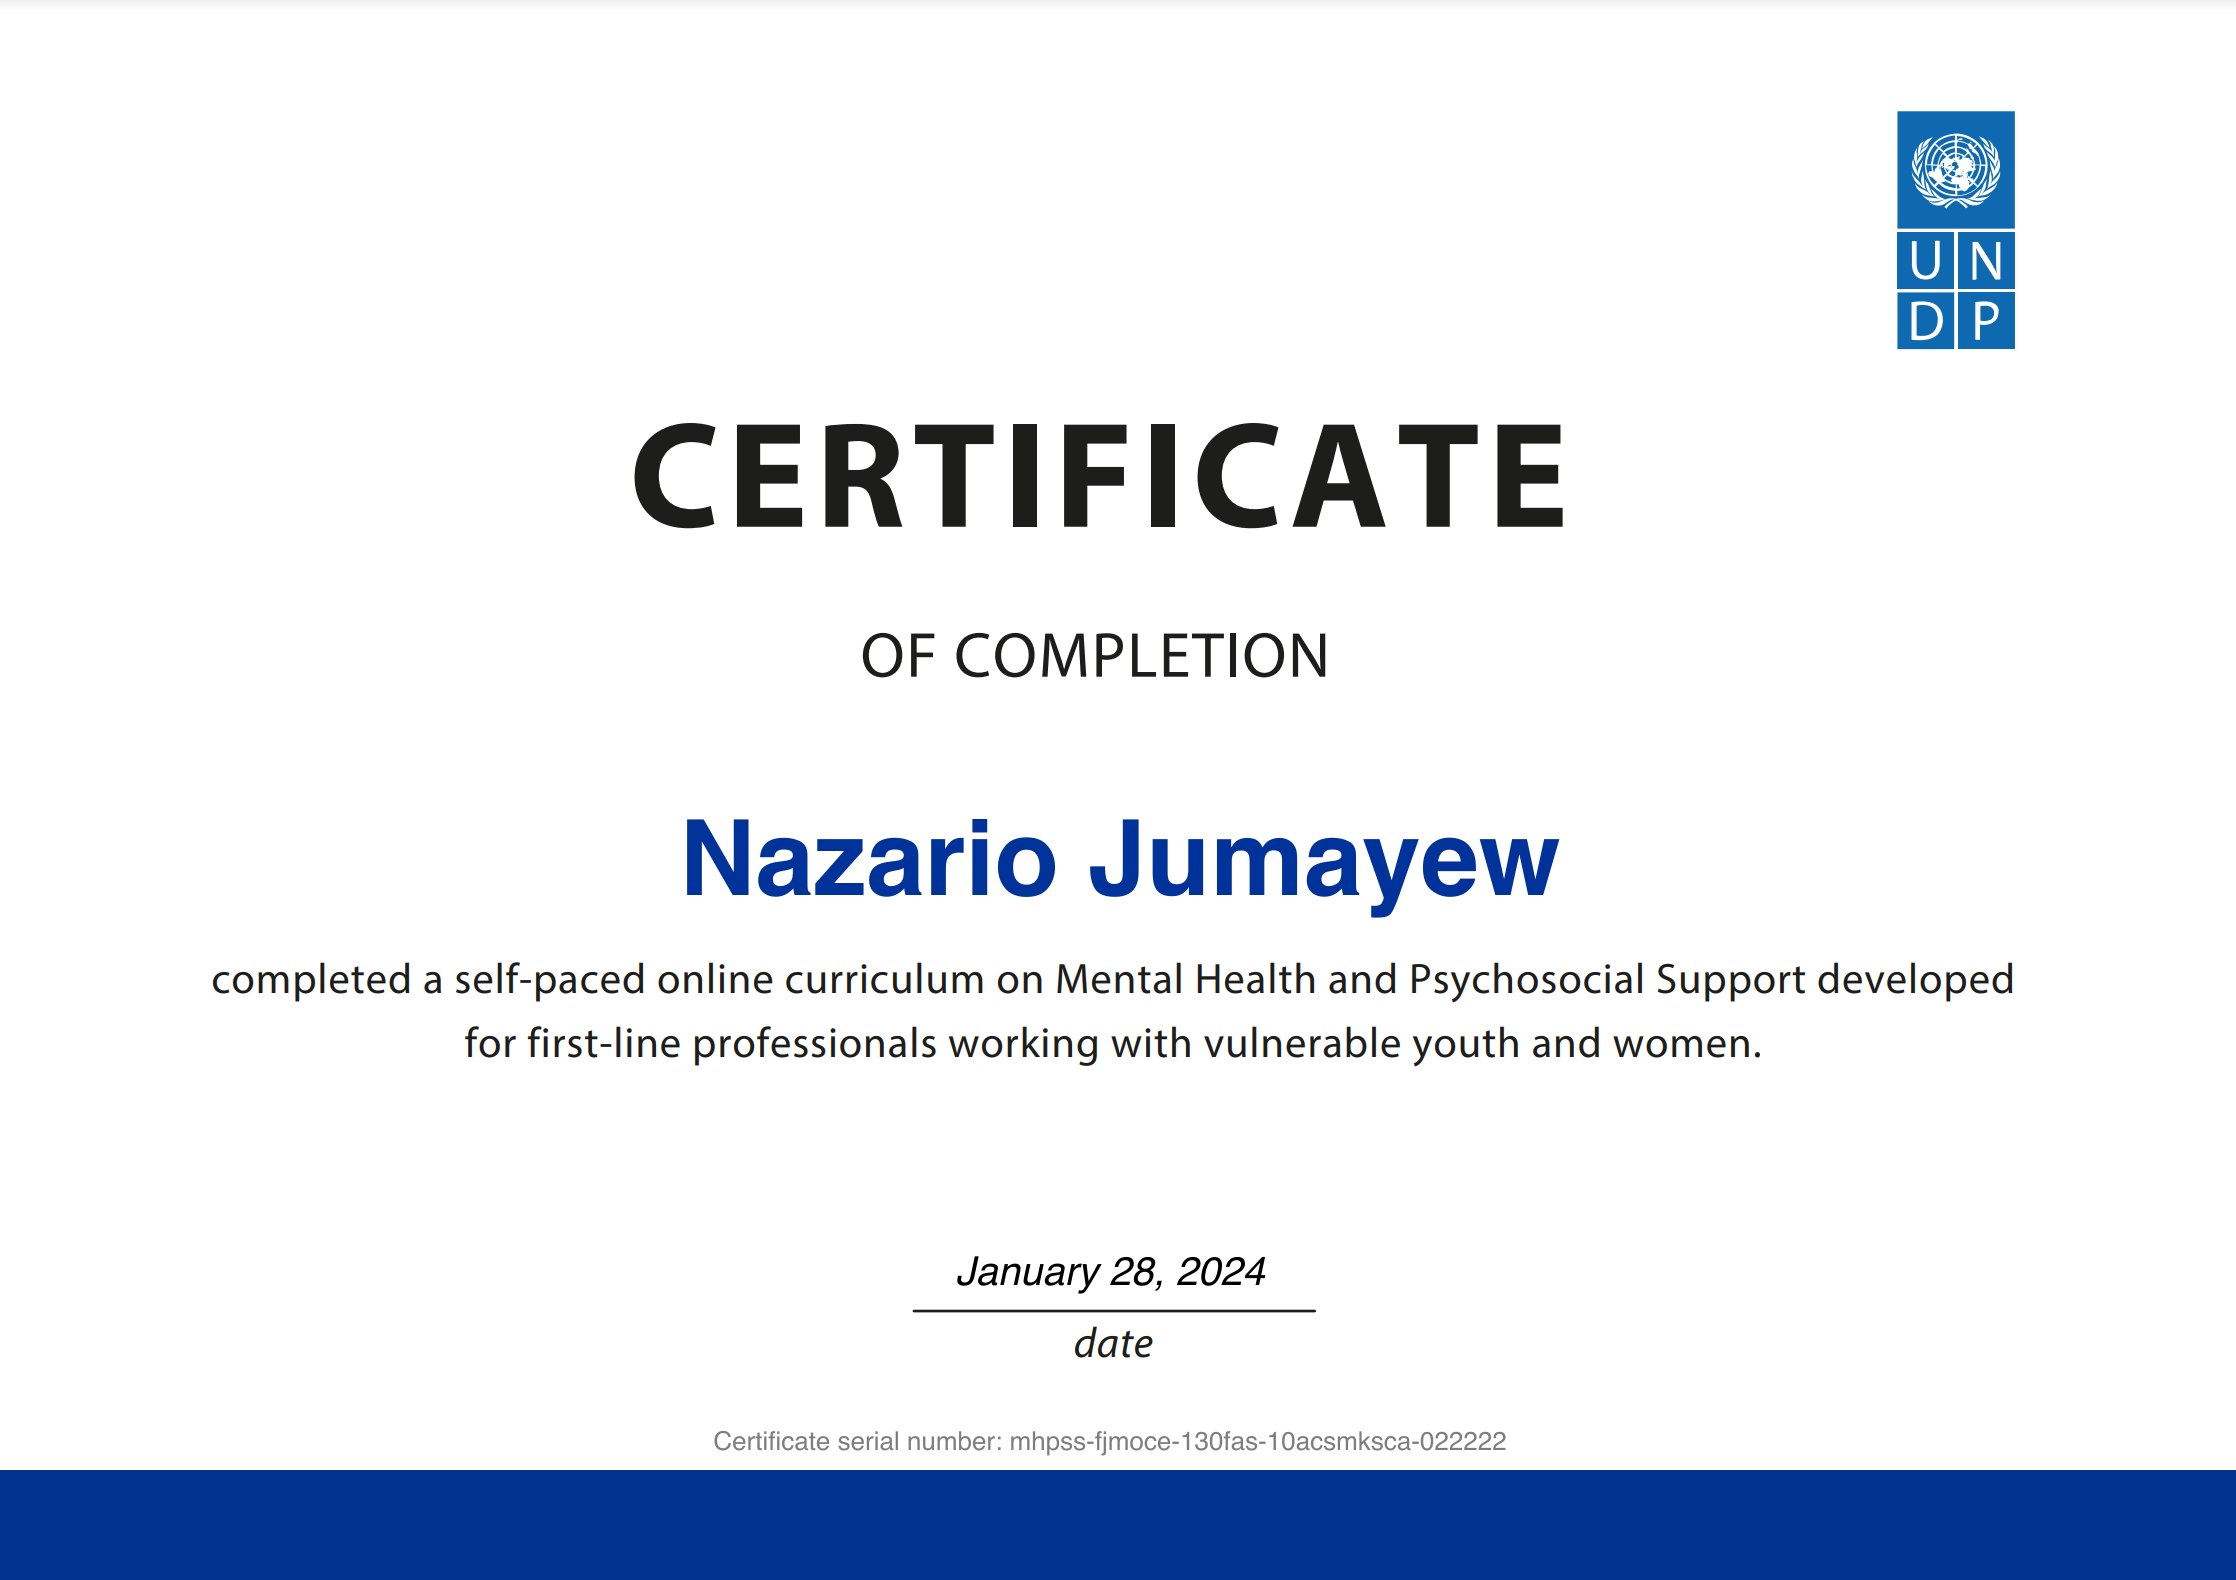 U N
D P
CERTIFICATE
OF COMPLETION
Nazario Jumayew
completed a self-paced online curriculum on Mental Health and Psychosocial Support developed
for first-line professionals working with vulnerable youth and women.
January 28, 2024
date
Certificate serial number: mhpss-fjmoce-130fas-10acsmksca-022222